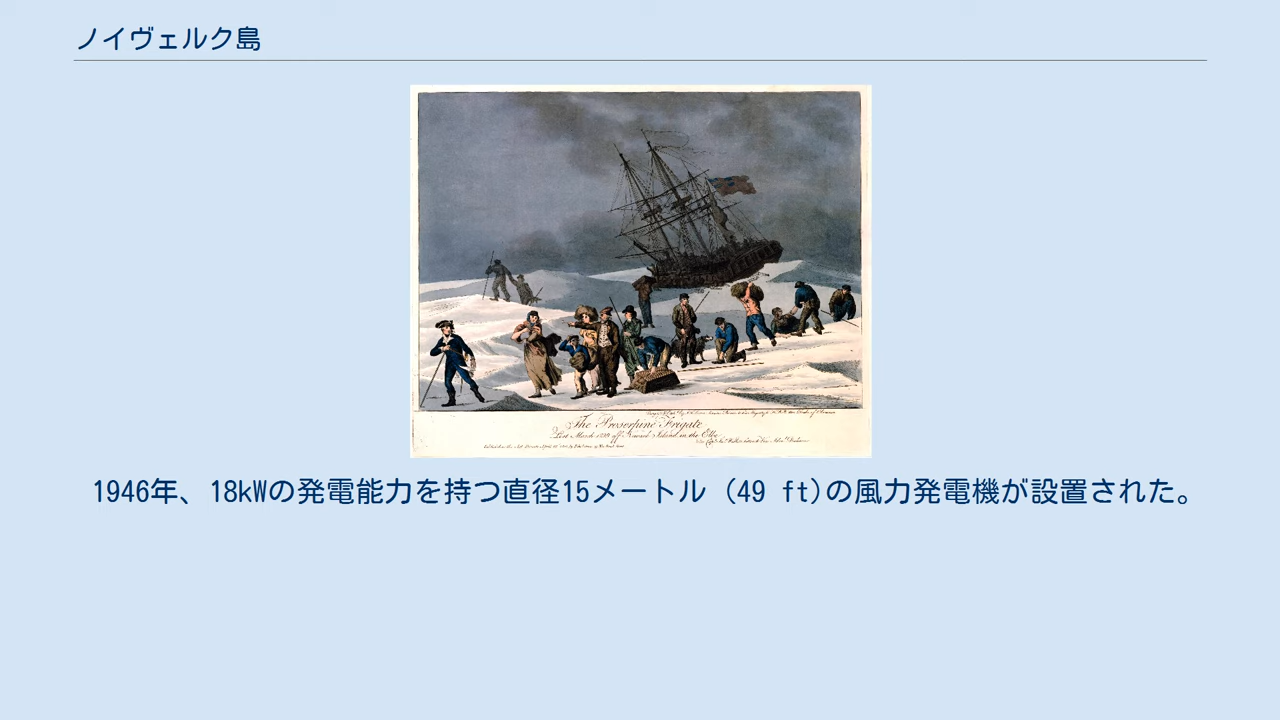 ノイヴェルク島
The Proserpine Frigate
1946年、18kWの発電能力を持つ直径15メートル (49 ft)の風力発電機が設置された。